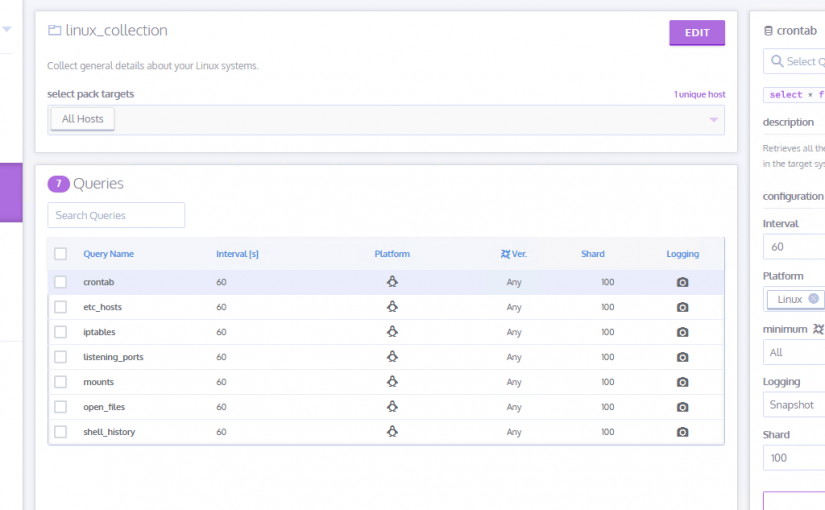 linux_collection
EDIT
Collect general details about your Linux systems.
select pack targets
1 unique host
All Hosts
7 Queries
Search Queries
Query Name Interval [s] Platform Ver. Shard Logging
crontab 60 Any 100
etc_hosts 60 Any 100
iptables 60 Any 100
listening_ports 60 Any 100
mounts 60 Any 100
open_files 60 Any 100
shell_history 60 Any 100
crontab
Select Q
select * f
description
Retrieves all the
in the target sys
configuration
Interval
60
Platform
Linux
minimum
All
Logging
Snapshot
Shard
100